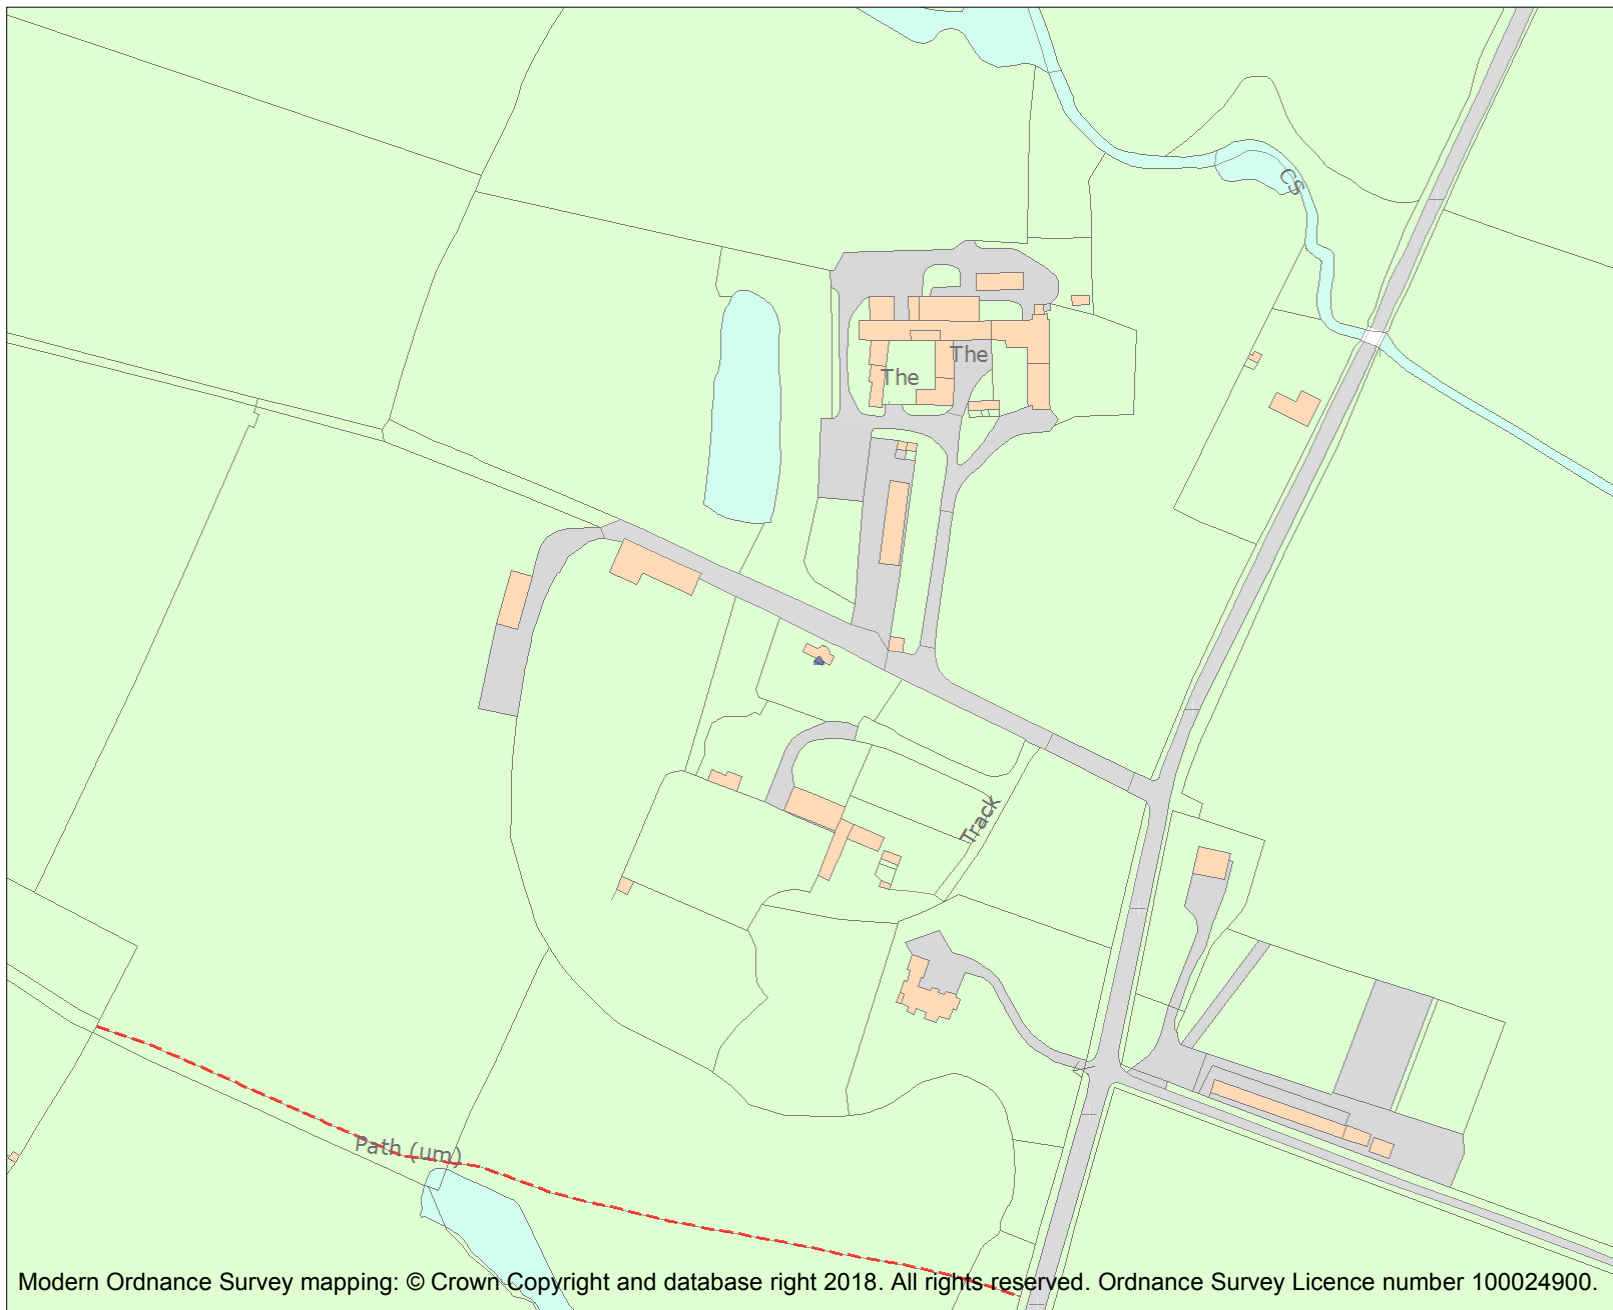 CS
The
The
Track
Path (um)
Modern Ordnance Survey mapping: © Crown Copyright and database right 2018. All rights reserved. Ordnance Survey Licence number 100024900.